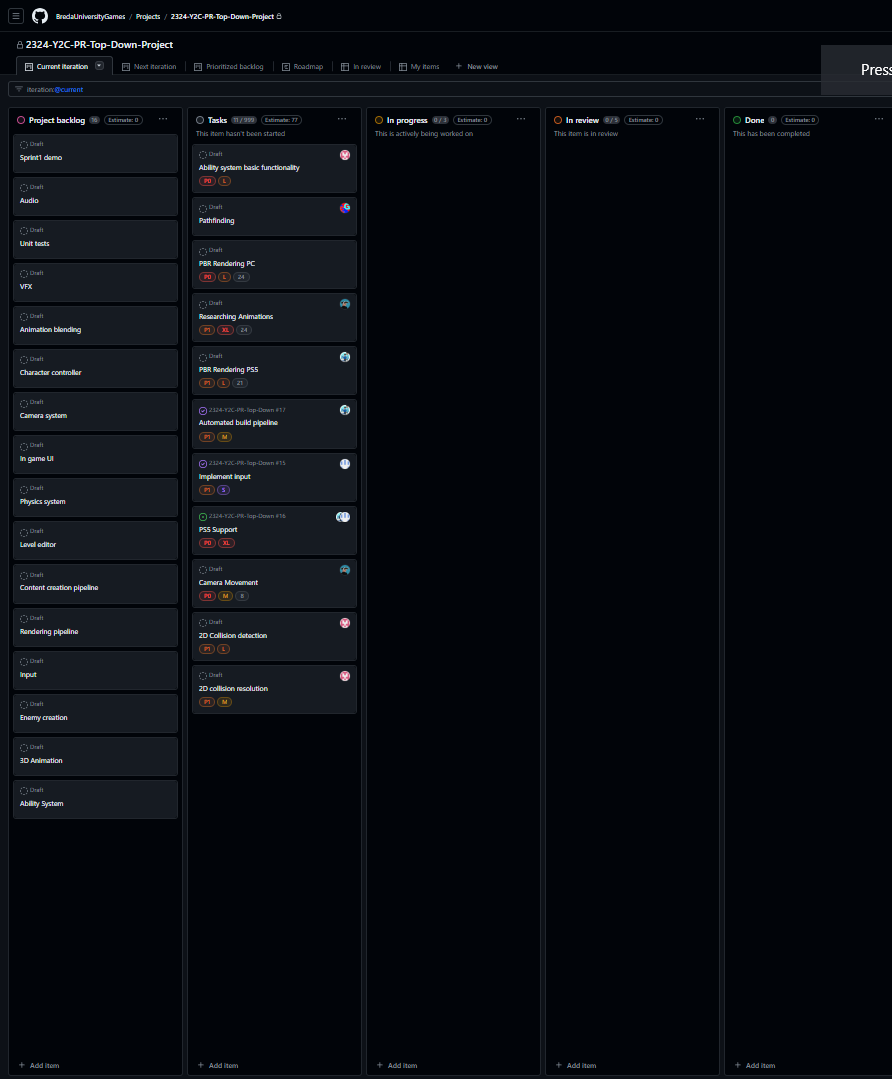 BredaUniversityGames / Projects / 2324-Y2C-PR-Top-Down-Project
2324-Y2C-PR-Top-Down-Project
Current iteration Next iteration Prioritized backlog Roadmap In review My items + New view
Press
iteration:@current
Project backlog 16 Estimate: 0
Draft
Sprint1 demo
Draft
Audio
Draft
Unit tests
Draft
VFX
Draft
Animation blending
Draft
Character controller
Draft
Camera system
Draft
In game UI
Draft
Physics system
Draft
Level editor
Draft
Content creation pipeline
Draft
Rendering pipeline
Draft
Input
Draft
Enemy creation
Draft
3D Animation
Draft
Ability System
+ Add item
Tasks 11 / 999 Estimate: 77
This item hasn't been started
Draft
Ability system basic functionality
P0 L
Draft
Pathfinding
Draft
PBR Rendering PC
P0 L 24
Draft
Researching Animations
P1 XL 24
Draft
PBR Rendering PS5
P1 L 21
2324-Y2C-PR-Top-Down #17
Automated build pipeline
P1 M
2324-Y2C-PR-Top-Down #15
Implement input
P1 S
2324-Y2C-PR-Top-Down #16
PS5 Support
P0 XL
Draft
Camera Movement
P0 M 8
Draft
2D Collision detection
P1 L
Draft
2D collision resolution
P1 M
+ Add item
In progress 0 / 3 Estimate: 0
This is actively being worked on
+ Add item
In review 0 / 5 Estimate: 0
This item is in review
+ Add item
Done 0 Estimate: 0
This has been completed
+ Add item